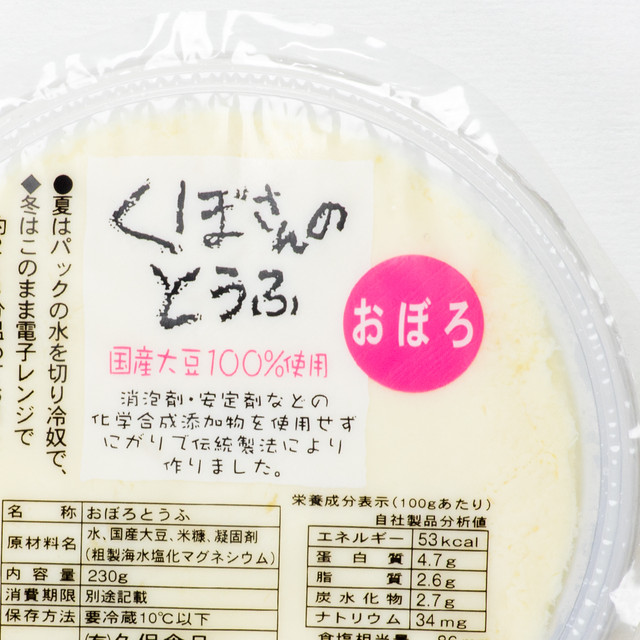 くぼさんの
とうふ
おぼろ
国産大豆100%使用
消泡剤・安定剤などの
化学合成添加物を使用せず
にがりで伝統製法により
作りました。
●夏はパックの水を切り冷奴で、
◆冬はこのまま電子レンジで
名称 おぼろとうふ
原材料名 水、国産大豆、米糠、凝固剤
(粗製海水塩化マグネシウム)
内容量 230g
消費期限 別途記載
保存方法 要冷蔵10℃以下
栄養成分表示(100gあたり)
自社製品分析値
エネルギー 53kcal
蛋白質 4.7g
脂質 2.6g
炭水化物 2.7g
ナトリウム 34mg
食塩相当量